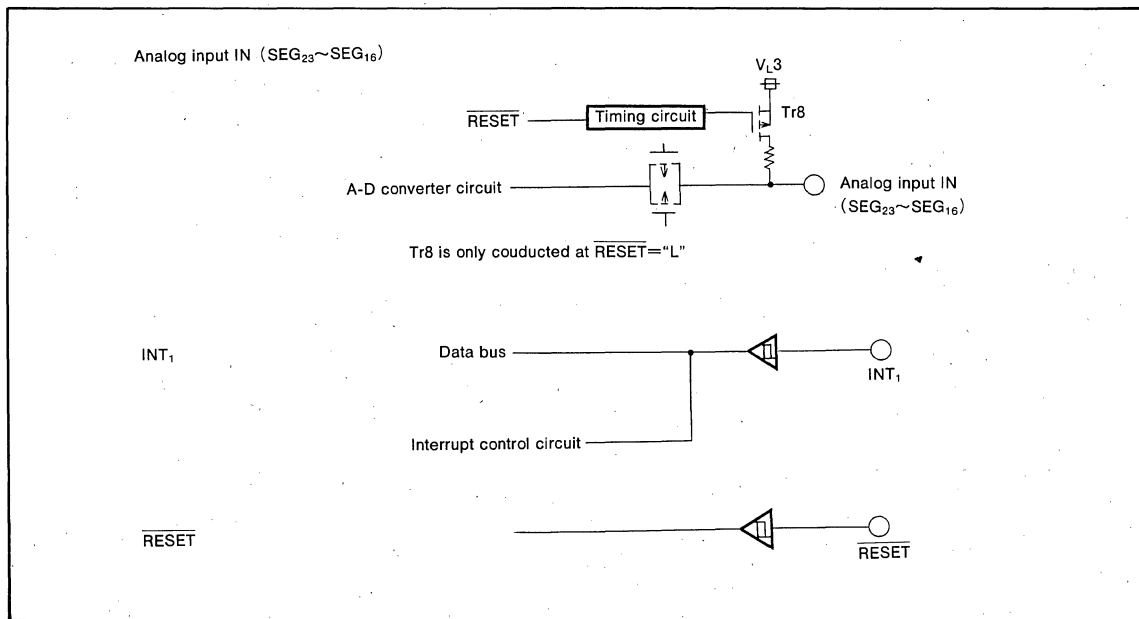 Analog input IN (SEG₂₃~SEG₁₆)
V_L3
RESET
Timing circuit
Tr8
A-D converter circuit
Analog input IN
(SEG₂₃~SEG₁₆)
Tr8 is only couducted at RESET="L"
INT₁
Data bus
INT₁
Interrupt control circuit
RESET
RESET